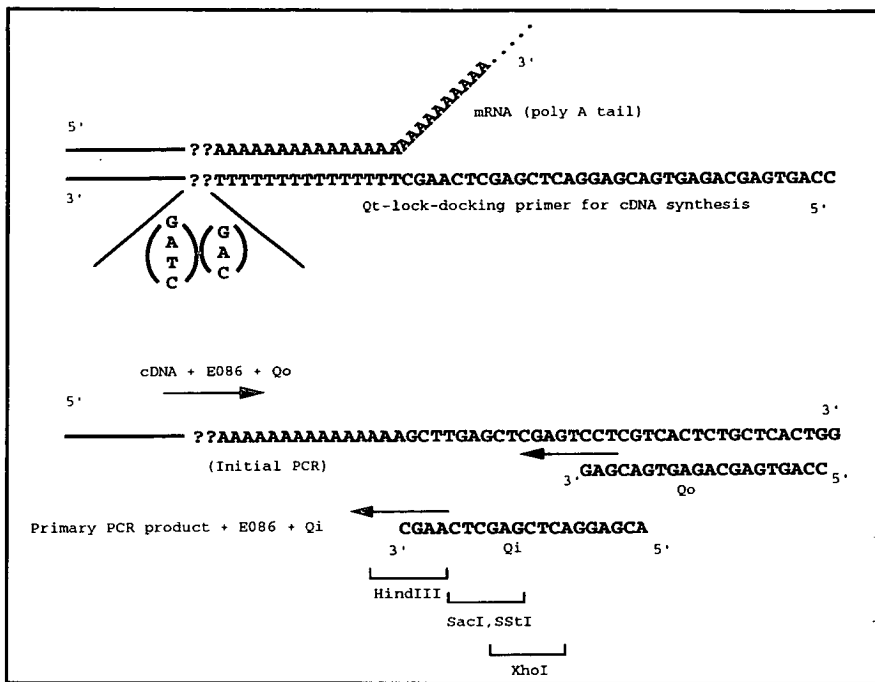 3'
AAAAAAAAAA
mRNA (poly A tail)
5'
??AAAAAAAAAAAAAAA
??TTTTTTTTTTTTTTTCGAACTCGAGCTCAGGAGCAGTGAGACGAGTGACC
3'
Qt-lock-docking primer for cDNA synthesis
5'
G G
A A
T C
C
cDNA + E086 + Qo
5'
3'
??AAAAAAAAAAAAAAAGCTTGAGCTCGAGTCCTCGTCACTCTGCTCACTGG
(Initial PCR)
3'GAGCAGTGAGACGAGTGACC5'
Qo
Primary PCR product + E086 + Qi
CGAACTCGAGCTCAGGAGCA
3' Qi 5'
HindIII
SacI,SStI
XhoI